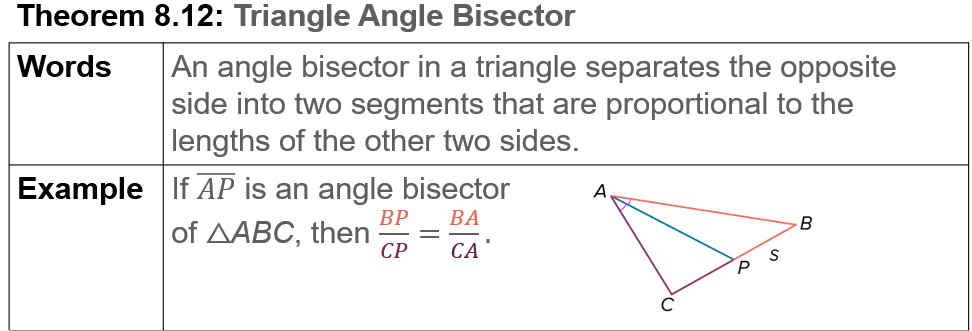 Theorem 8.12: Triangle Angle Bisector
Words
An angle bisector in a triangle separates the opposite
side into two segments that are proportional to the
lengths of the other two sides.
Example
If A̅P̅ is an angle bisector
of △ABC, then BP/CP = BA/CA.
A
B
s
P
C